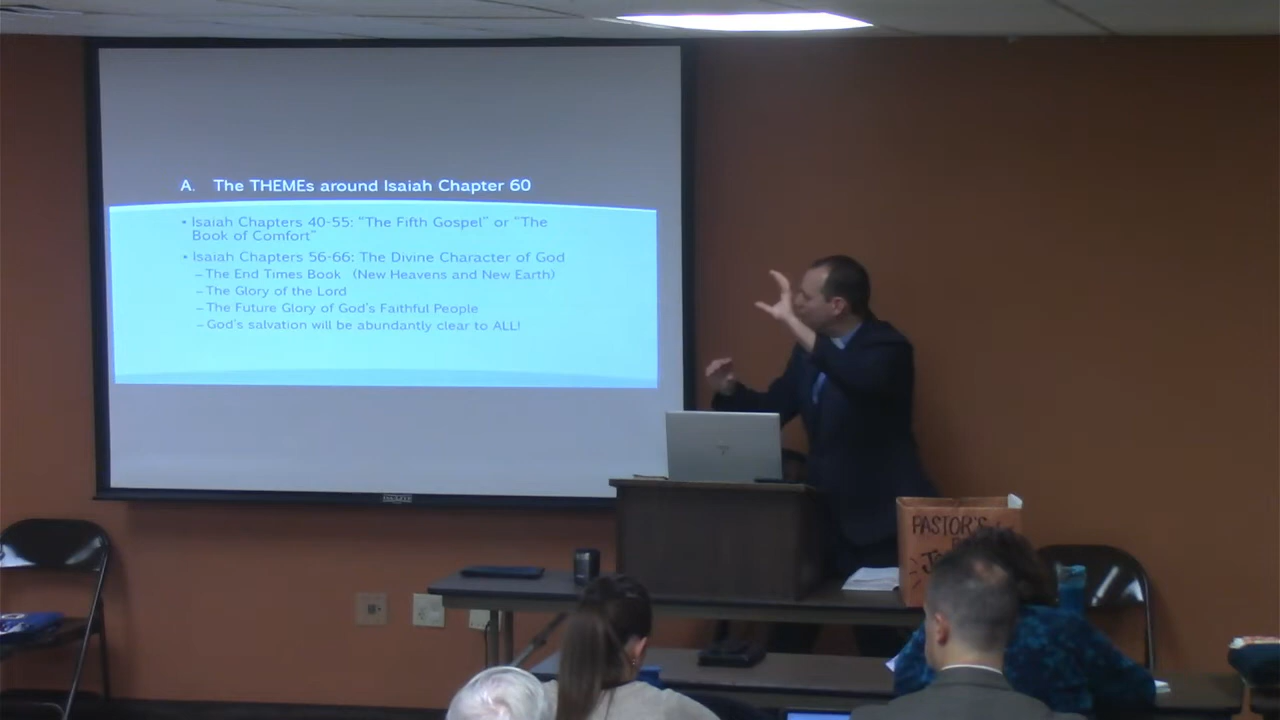 A. The THEMEs around Isaiah Chapter 60
• Isaiah Chapters 40-55: "The Fifth Gospel" or "The
Book of Comfort"
• Isaiah Chapters 56-66: The Divine Character of God
– The End Times Book (New Heavens and New Earth)
– The Glory of the Lord
– The Future Glory of God's Faithful People
– God's salvation will be abundantly clear to ALL!
PASTOR'S